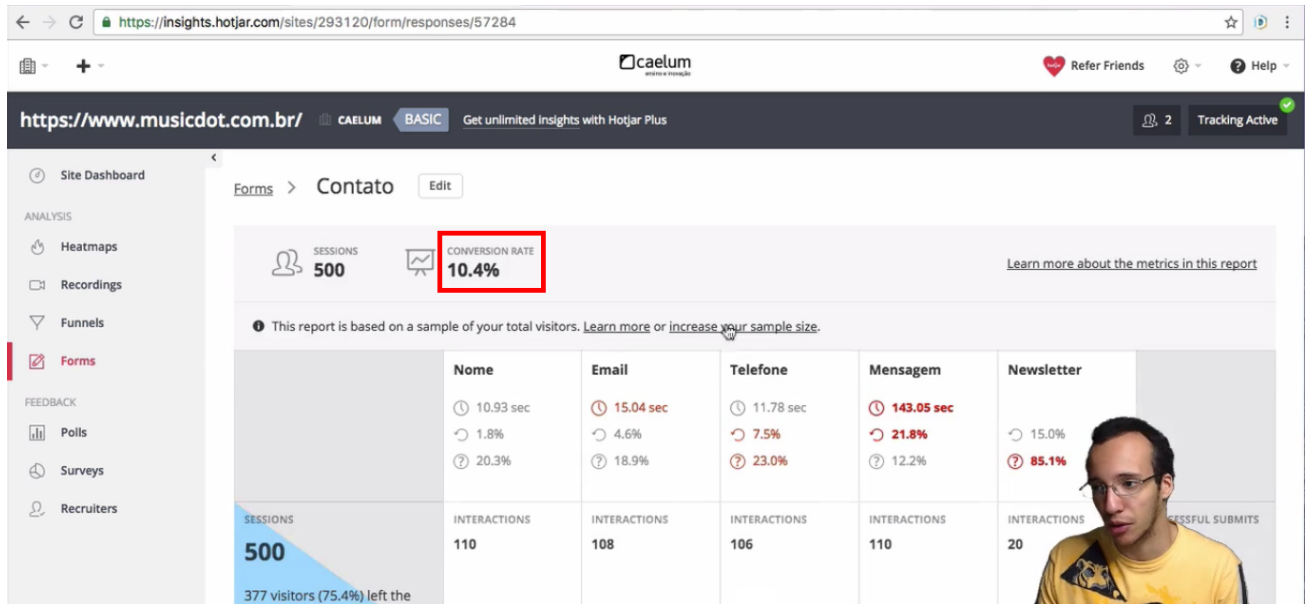 https://insights.hotjar.com/sites/293120/form/responses/57284
caelum
ensino e inovação
Refer Friends
Help
https://www.musicdot.com.br/ CAELUM BASIC Get unlimited insights with Hotjar Plus 2 Tracking Active
Site Dashboard
ANALYSIS
Heatmaps
Recordings
Funnels
Forms
FEEDBACK
Polls
Surveys
Recruiters
Forms > Contato Edit
SESSIONS
500
CONVERSION RATE
10.4%
Learn more about the metrics in this report
This report is based on a sample of your total visitors. Learn more or increase your sample size.
Nome Email Telefone Mensagem Newsletter
10.93 sec 15.04 sec 11.78 sec 143.05 sec
1.8% 4.6% 7.5% 21.8% 15.0%
20.3% 18.9% 23.0% 12.2% 85.1%
SESSIONS INTERACTIONS INTERACTIONS INTERACTIONS INTERACTIONS INTERACTIONS SUBMITS
500 110 108 106 110 20
377 visitors (75.4%) left the